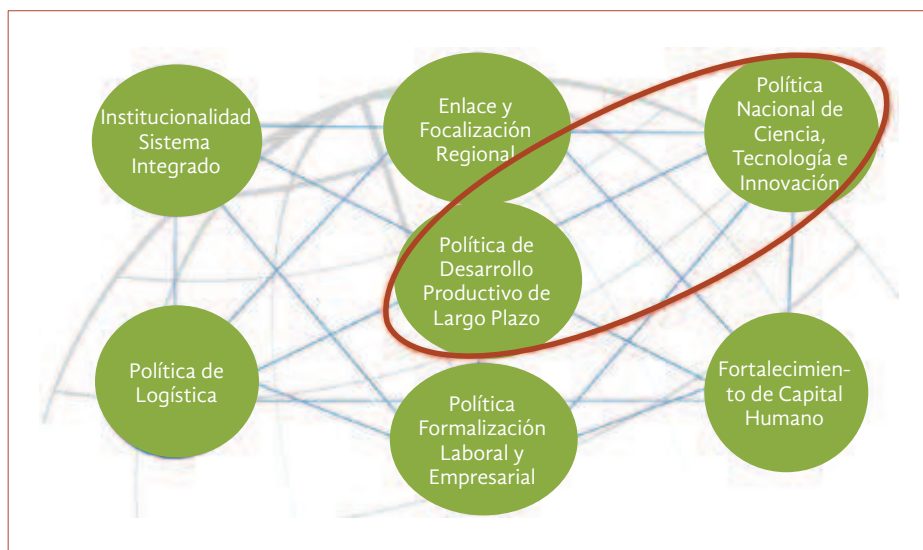 Institucionalidad
Sistema
Integrado
Enlace y
Focalización
Regional
Política
Nacional de
Ciencia,
Tecnología e
Innovación
Política de
Desarrollo
Productivo de
Largo Plazo
Política de
Logística
Política
Formalización
Laboral y
Empresarial
Fortalecimien-
to de Capital
Humano